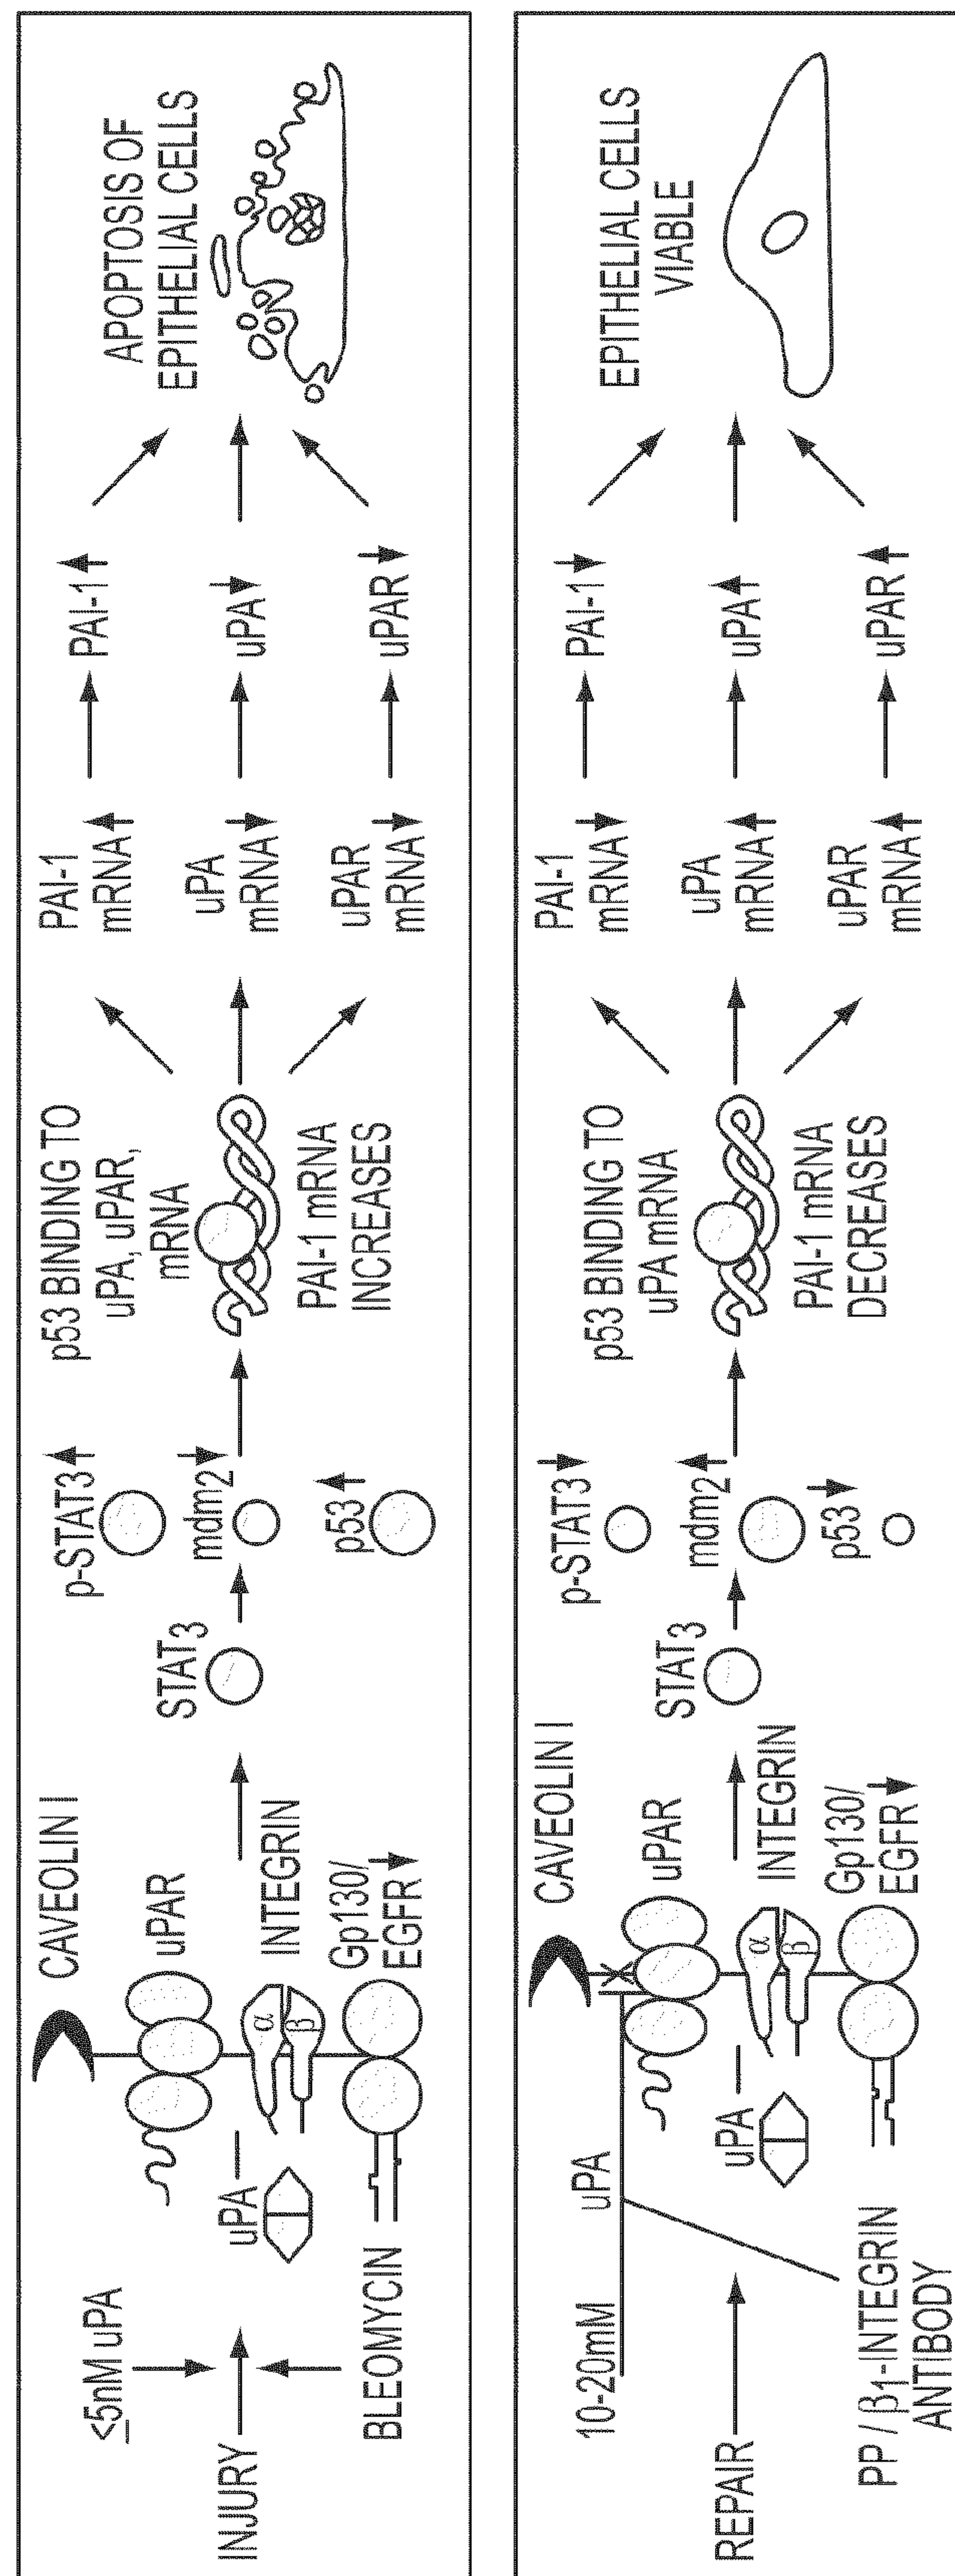 INJURY
≤5nM uPA
BLEOMYCIN
uPA
CAVEOLIN I
uPAR
INTEGRIN
α
β
Gp130/
EGFR↓
STAT3
p-STAT3↑
mdm2↓
p53↑
p53 BINDING TO
uPA, uPAR,
mRNA
PAI-1 mRNA
INCREASES
PAI-1
mRNA↑
uPA
mRNA↓
uPAR
mRNA↓
PAI-1↑
uPA↓
uPAR↓
APOPTOSIS OF
EPITHELIAL CELLS
REPAIR
10-20mM
uPA
PP / β1-INTEGRIN
ANTIBODY
uPA
CAVEOLIN I
uPAR
INTEGRIN
α
β
Gp130/
EGFR↓
STAT3
p-STAT3↓
mdm2↑
p53↓
p53 BINDING TO
uPA mRNA
PAI-1 mRNA
DECREASES
PAI-1
mRNA↓
uPA
mRNA↑
uPAR
mRNA↑
PAI-1↓
uPA↑
uPAR↑
EPITHELIAL CELLS
VIABLE